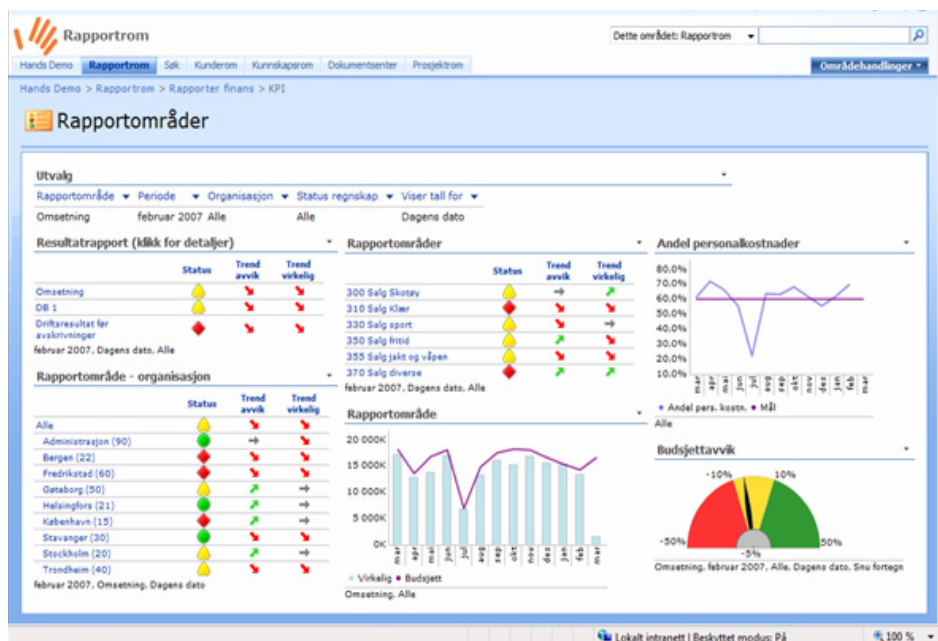 Rapportrom
Dette området: Rapportrom
Hands Demo Rapportrom Søk Kunderom Kunnskapsrom Dokumentsenter Prosjektrom Områdehandlinger
Hands Demo > Rapportrom > Rapporter finans > KPI
Rapportområder
Utvalg
Rapportområde Periode Organisasjon Status regnskap Viser tall for
Omsetning februar 2007 Alle Alle Dagens dato
Resultatrapport (klikk for detaljer)
Status Trend avvik Trend virkelig
Omsetning
DB 1
Driftsresultat før
avskrivninger
februar 2007, Dagens dato, Alle
Rapportområde - organisasjon
Status Trend avvik Trend virkelig
Alle
Administrasjon (90)
Bergen (22)
Fredrikstad (60)
Gøteborg (50)
Helsingfors (21)
København (15)
Stavanger (30)
Stockholm (20)
Trondheim (40)
februar 2007, Omsetning, Dagens dato
Rapportområder
Status Trend avvik Trend virkelig
300 Salg Skotøy
310 Salg Klær
330 Salg sport
350 Salg fritid
355 Salg jakt og våpen
370 Salg diverse
februar 2007, Dagens dato, Alle
Rapportområde
20 000K
15 000K
10 000K
5 000K
0K
mar apr mai jun jul aug sep okt nov des jan feb mar
Virkelig Budsjett
Omsetning, Alle
Andel personalkostnader
80.0%
70.0%
60.0%
50.0%
40.0%
30.0%
20.0%
10.0%
mar apr mai jun jul aug sep okt nov des jan feb mar
Andel pers. kostn. Mål
Alle
Budsjettavvik
-10% 10%
-50% 50%
-5%
Omsetning, februar 2007, Alle, Dagens dato, Snu fortegn
Lokalt intranett | Beskyttet modus: På 100 %